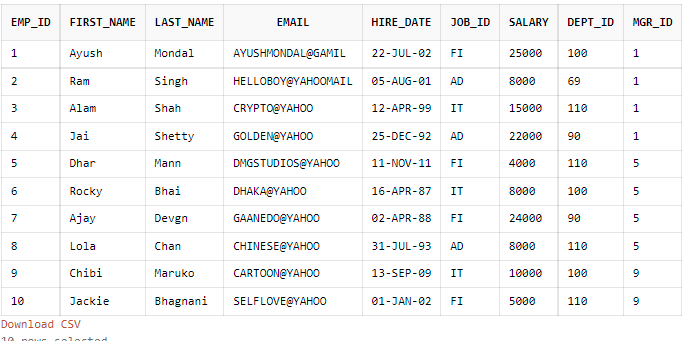 EMP_ID FIRST_NAME LAST_NAME EMAIL HIRE_DATE JOB_ID SALARY DEPT_ID MGR_ID
1 Ayush Mondal AYUSHMONDAL@GAMIL 22-JUL-02 FI 25000 100 1
2 Ram Singh HELLOBOY@YAHOOMAIL 05-AUG-01 AD 8000 69 1
3 Alam Shah CRYPTO@YAHOO 12-APR-99 IT 15000 110 1
4 Jai Shetty GOLDEN@YAHOO 25-DEC-92 AD 22000 90 1
5 Dhar Mann DMGSTUDIOS@YAHOO 11-NOV-11 FI 4000 110 5
6 Rocky Bhai DHAKA@YAHOO 16-APR-87 IT 8000 100 5
7 Ajay Devgn GAANEDO@YAHOO 02-APR-88 FI 24000 90 5
8 Lola Chan CHINESE@YAHOO 31-JUL-93 AD 8000 110 5
9 Chibi Maruko CARTOON@YAHOO 13-SEP-09 IT 10000 100 9
10 Jackie Bhagnani SELFLOVE@YAHOO 01-JAN-02 FI 5000 110 9
Download CSV
10 rows selected